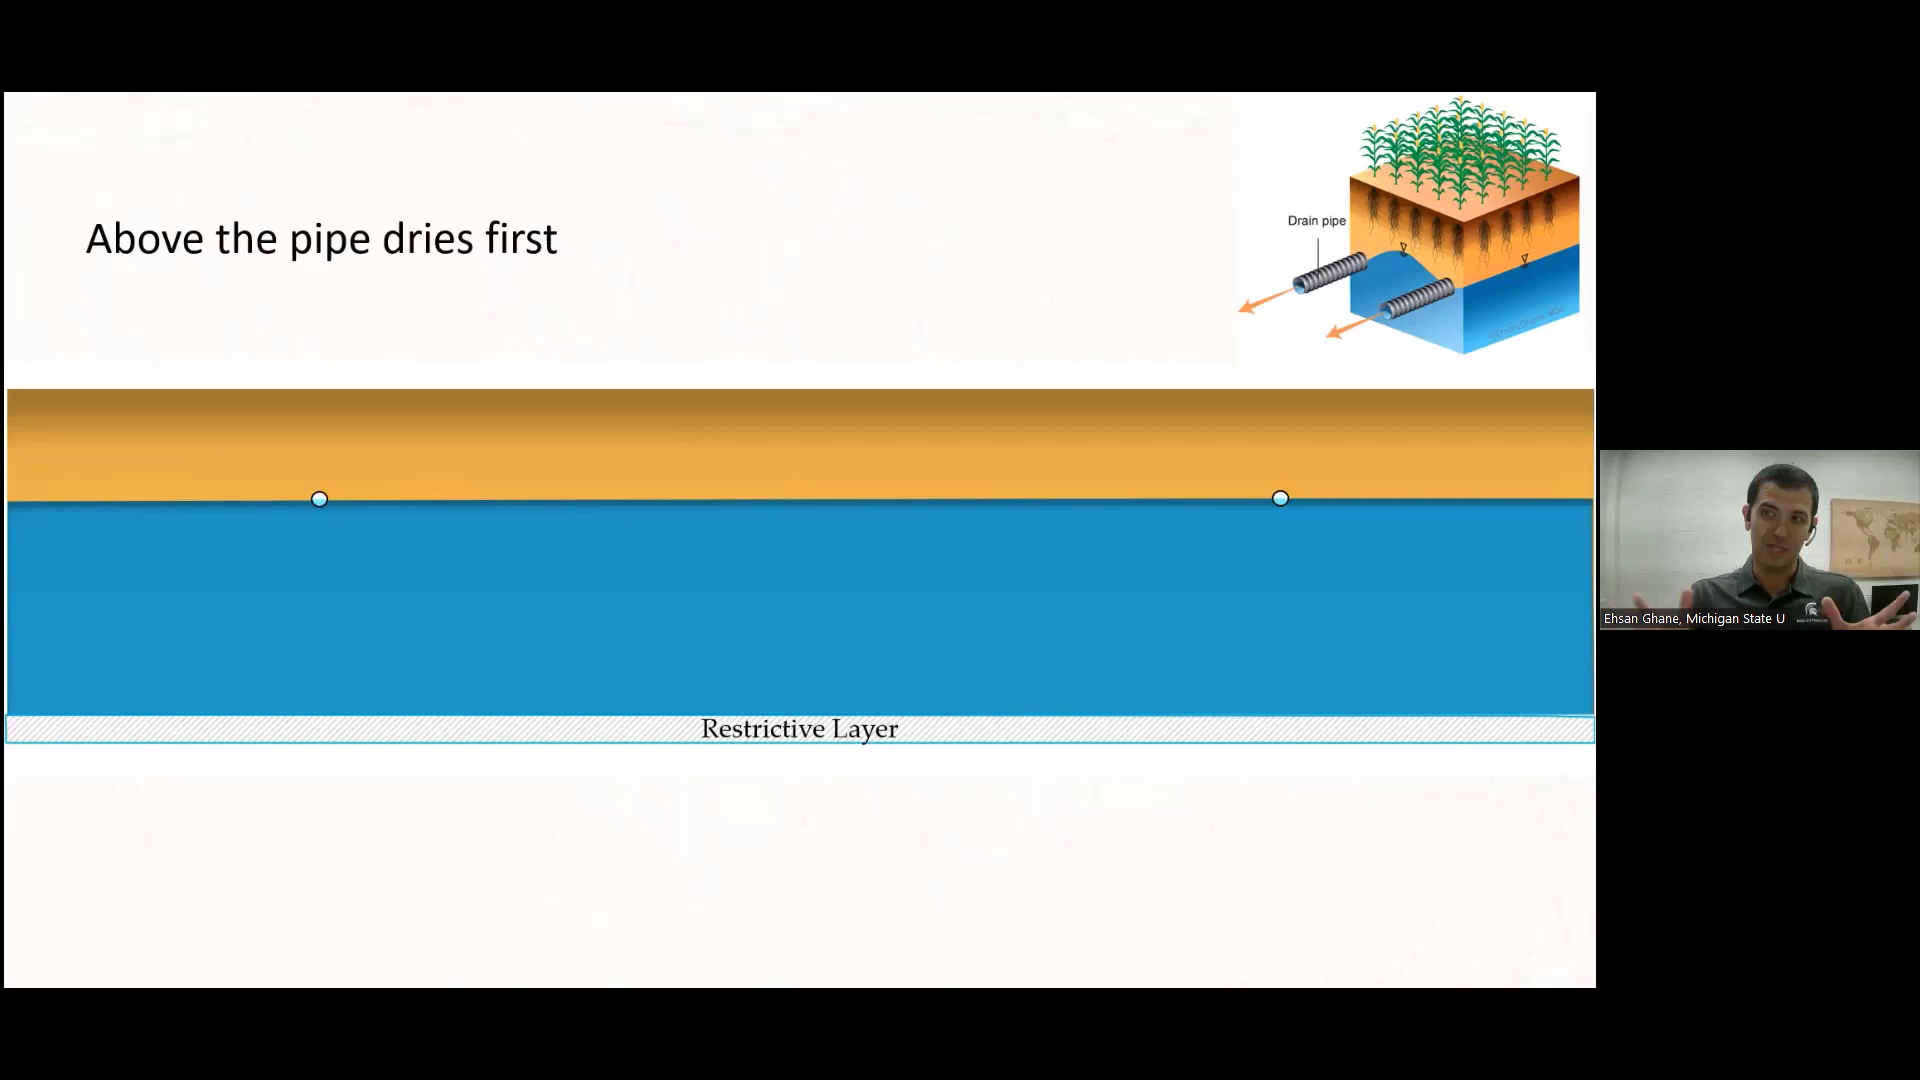 Above the pipe dries first
Drain pipe
Restrictive Layer
Ehsan Ghane, Michigan State U